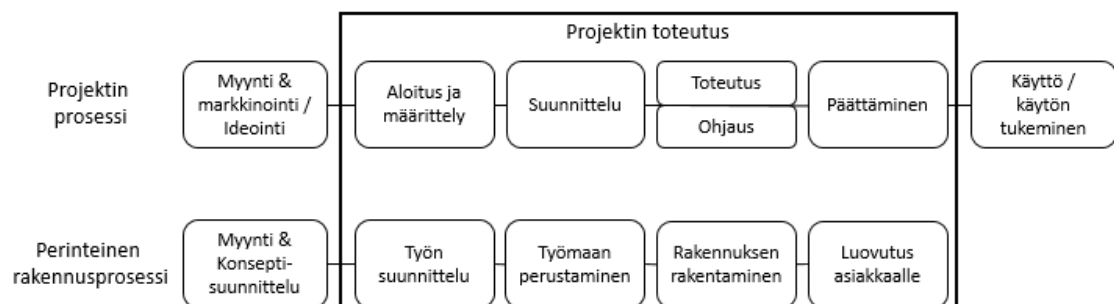 Projektin toteutus
Projektin
prosessi
Myynti &
markkinointi /
Ideointi
Aloitus ja
määrittely
Suunnittelu
Toteutus
Ohjaus
Päättäminen
Käyttö /
käytön
tukeminen
Perinteinen
rakennusprosessi
Myynti &
Konsepti-
suunnittelu
Työn
suunnittelu
Työmaan
perustaminen
Rakennuksen
rakentaminen
Luovutus
asiakkaalle